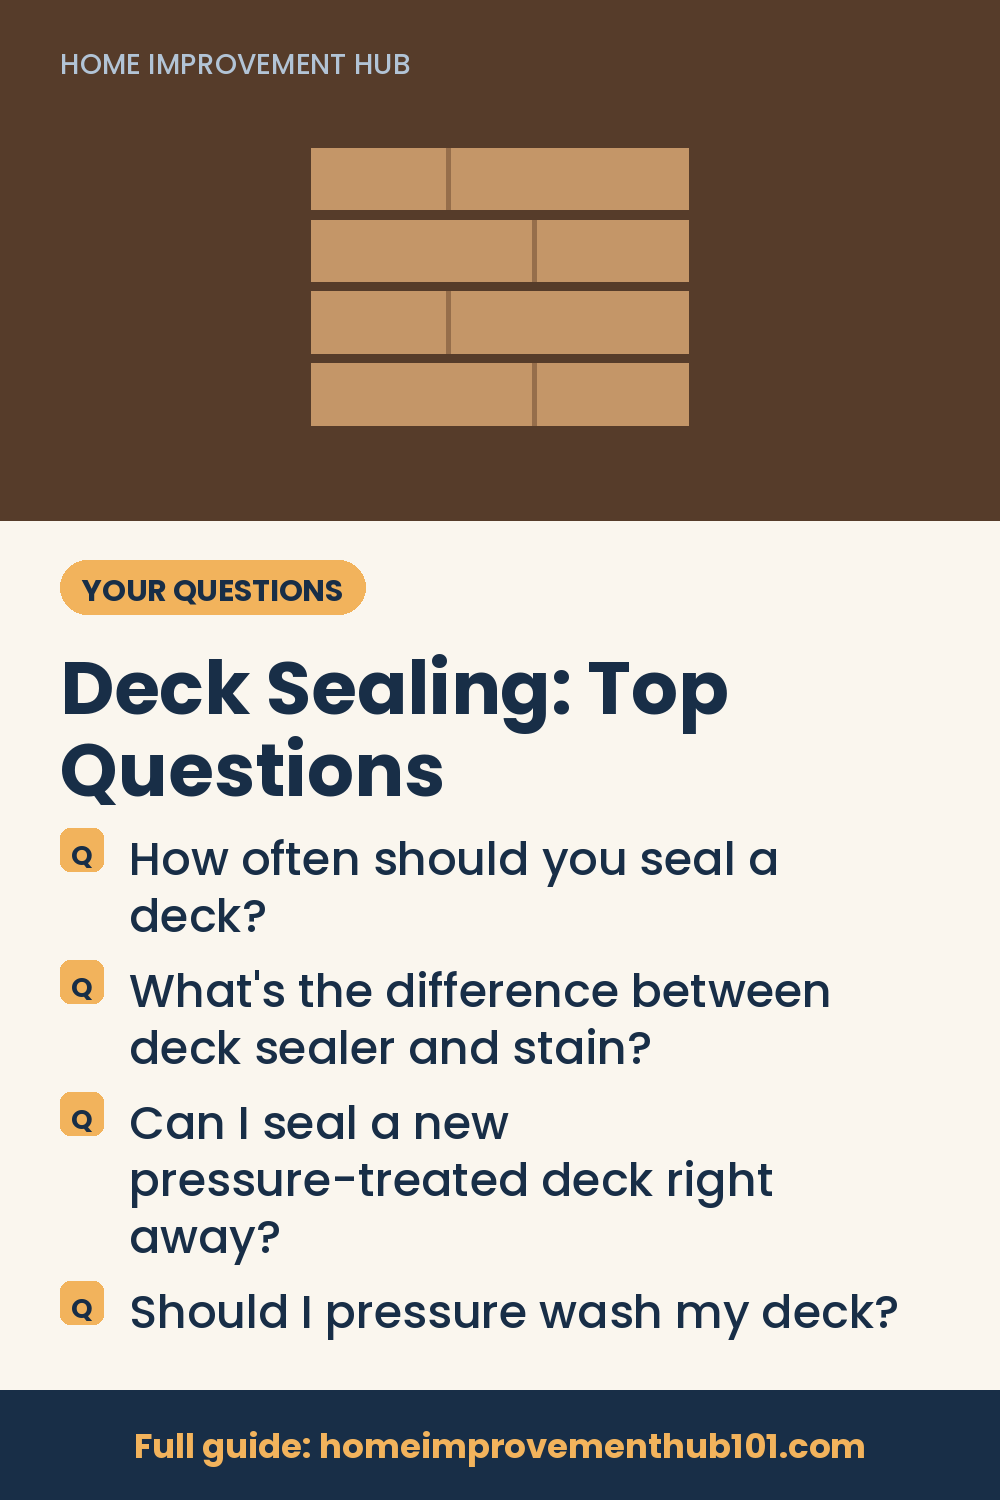 HOME IMPROVEMENT HUB
YOUR QUESTIONS
Deck Sealing: Top
Questions
Q How often should you seal a
deck?
Q What's the difference between
deck sealer and stain?
Q Can I seal a new
pressure-treated deck right
away?
Q Should I pressure wash my deck?
Full guide: homeimprovementhub101.com